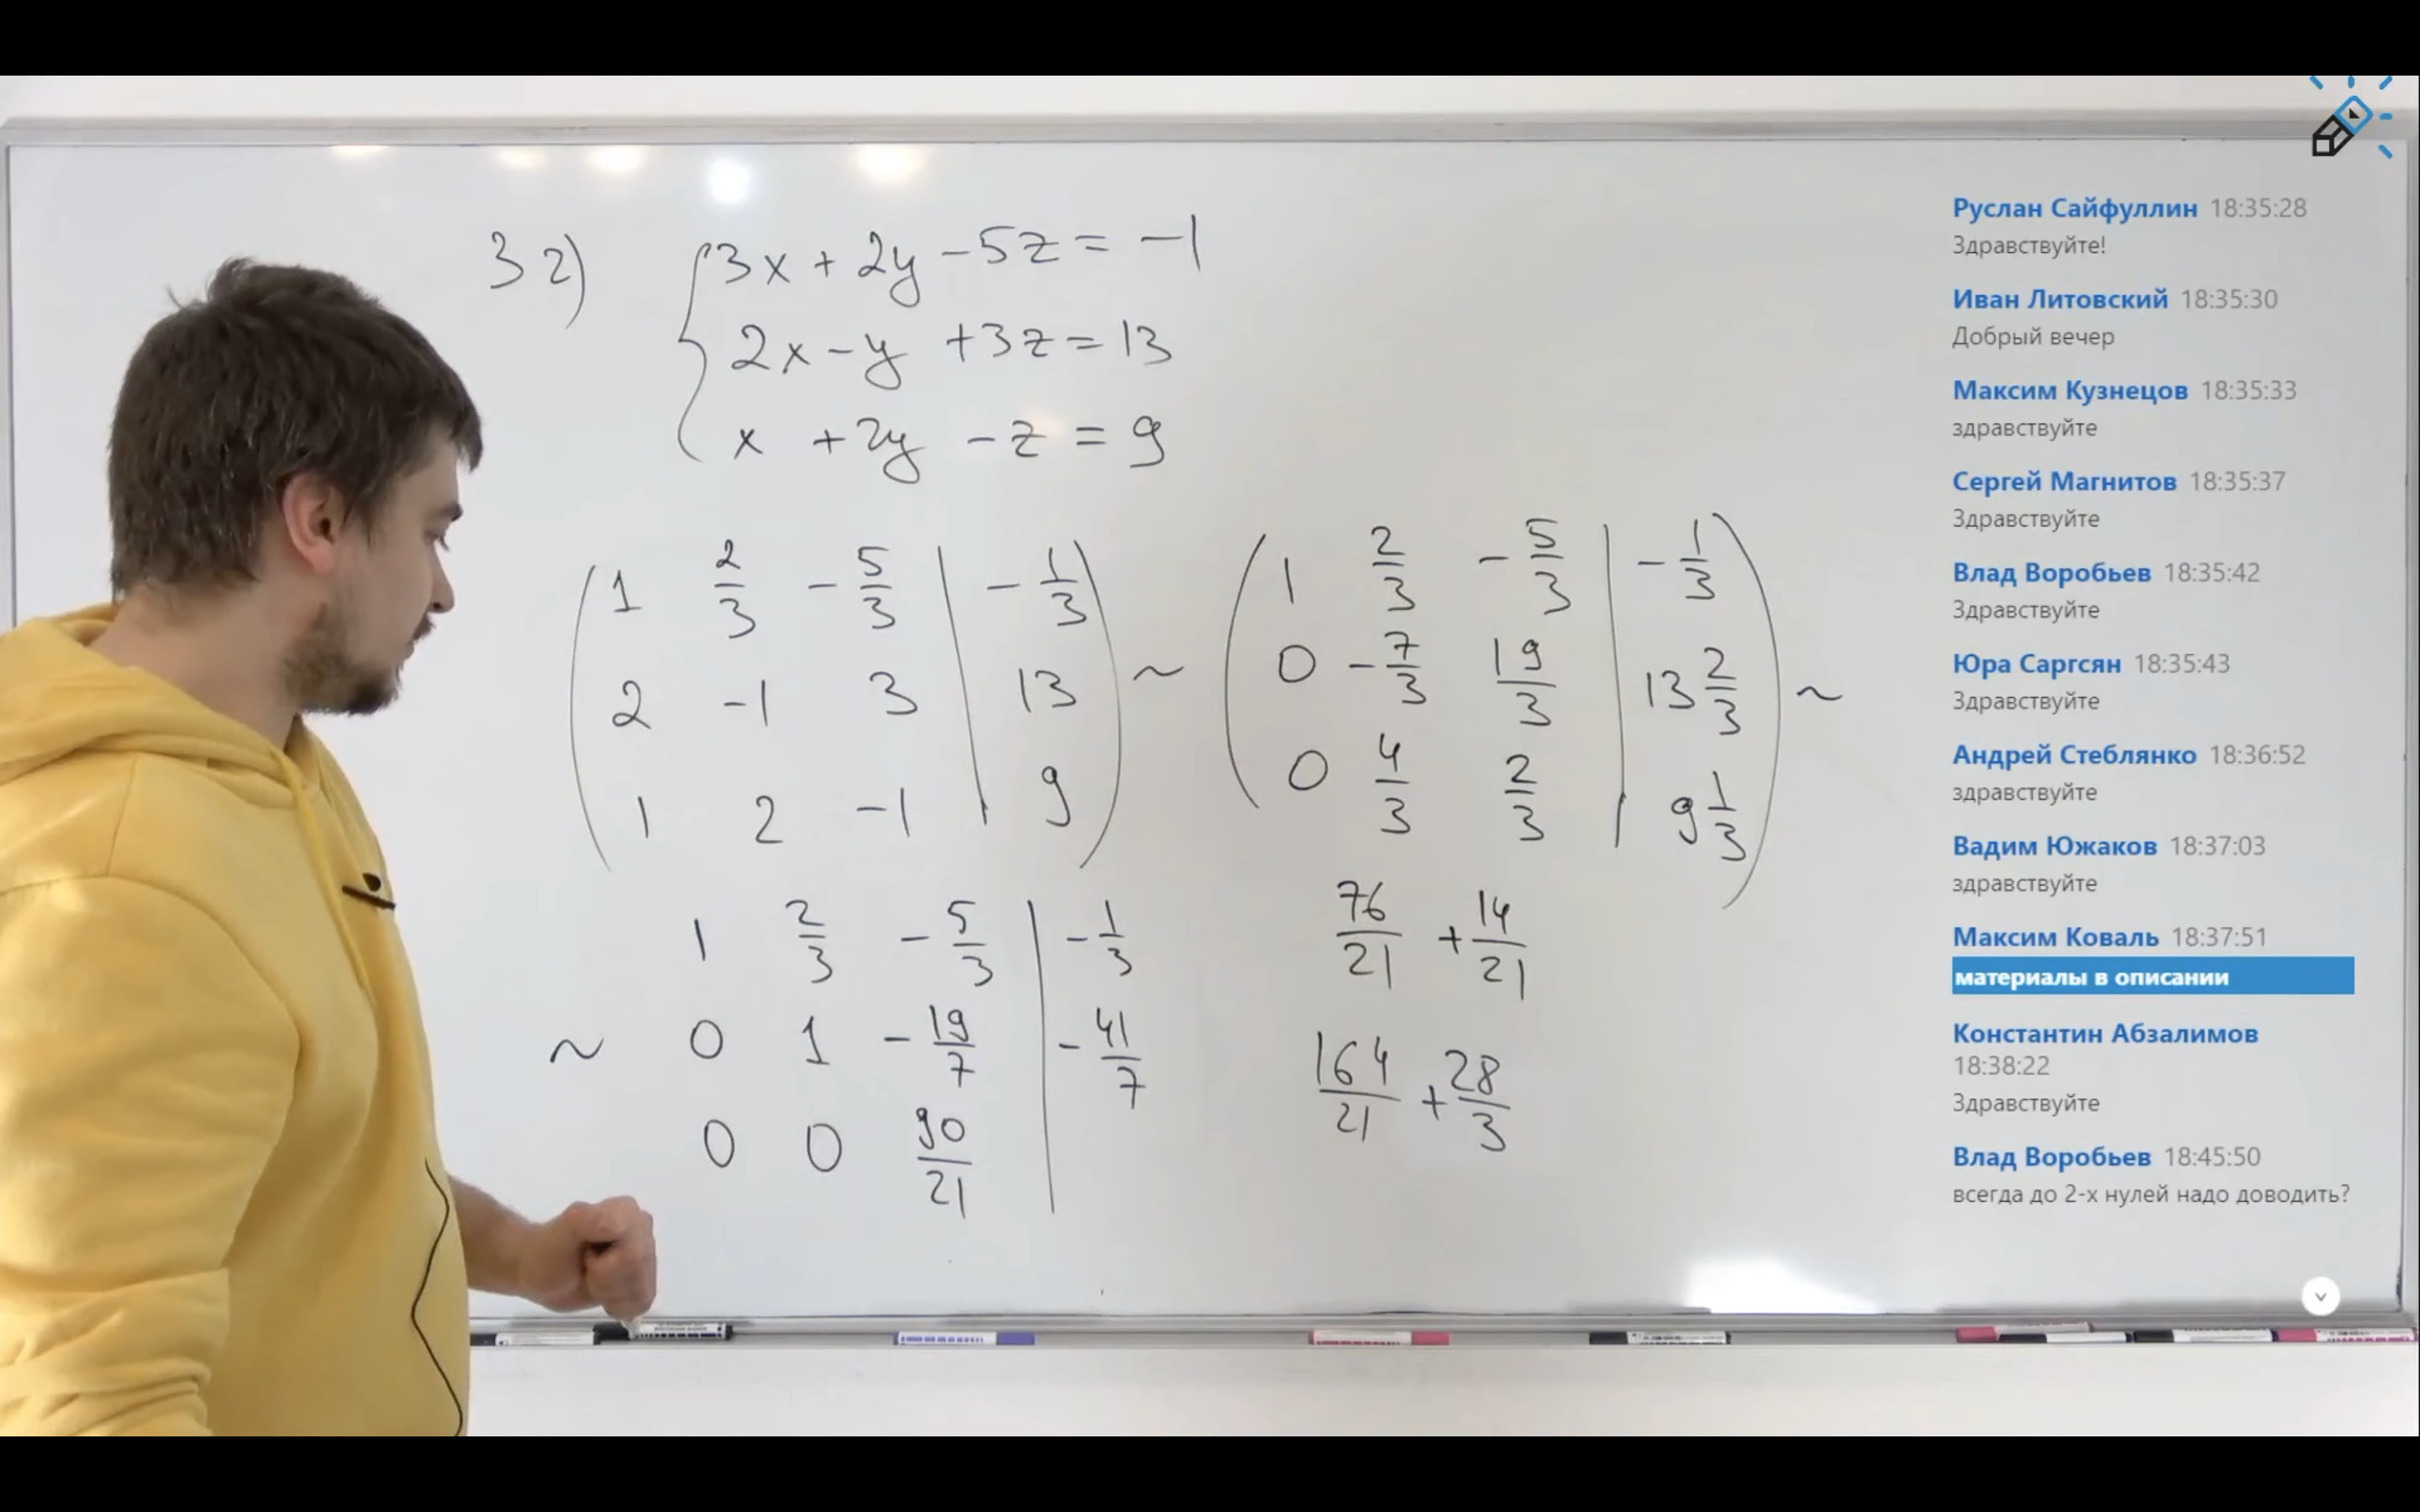 3 2) { 3x + 2y - 5z = -1
2x - y + 3z = 13
x + 2y - z = 9
( 1 2/3 - 5/3 | - 1/3 ) ~ ( 1 2/3 - 5/3 | - 1/3 ) ~
2 -1 3 | 13
0 - 7/3 19/3 | 13 2/3
1 2 -1 | 9
0 4/3 2/3 | 9 1/3
~ 1 2/3 - 5/3 | - 1/3
0 1 - 19/7 | - 41/7
0 0 90/21 |
76/21 + 14/21
164/21 + 28/3
Руслан Сайфуллин 18:35:28
Здравствуйте!
Иван Литовский 18:35:30
Добрый вечер
Максим Кузнецов 18:35:33
здравствуйте
Сергей Магнитов 18:35:37
Здравствуйте
Влад Воробьев 18:35:42
Здравствуйте
Юра Саргсян 18:35:43
Здравствуйте
Андрей Стеблянко 18:36:52
здравствуйте
Вадим Южаков 18:37:03
здравствуйте
Максим Коваль 18:37:51
материалы в описании
Константин Абзалимов
18:38:22
Здравствуйте
Влад Воробьев 18:45:50
всегда до 2-х нулей надо доводить?